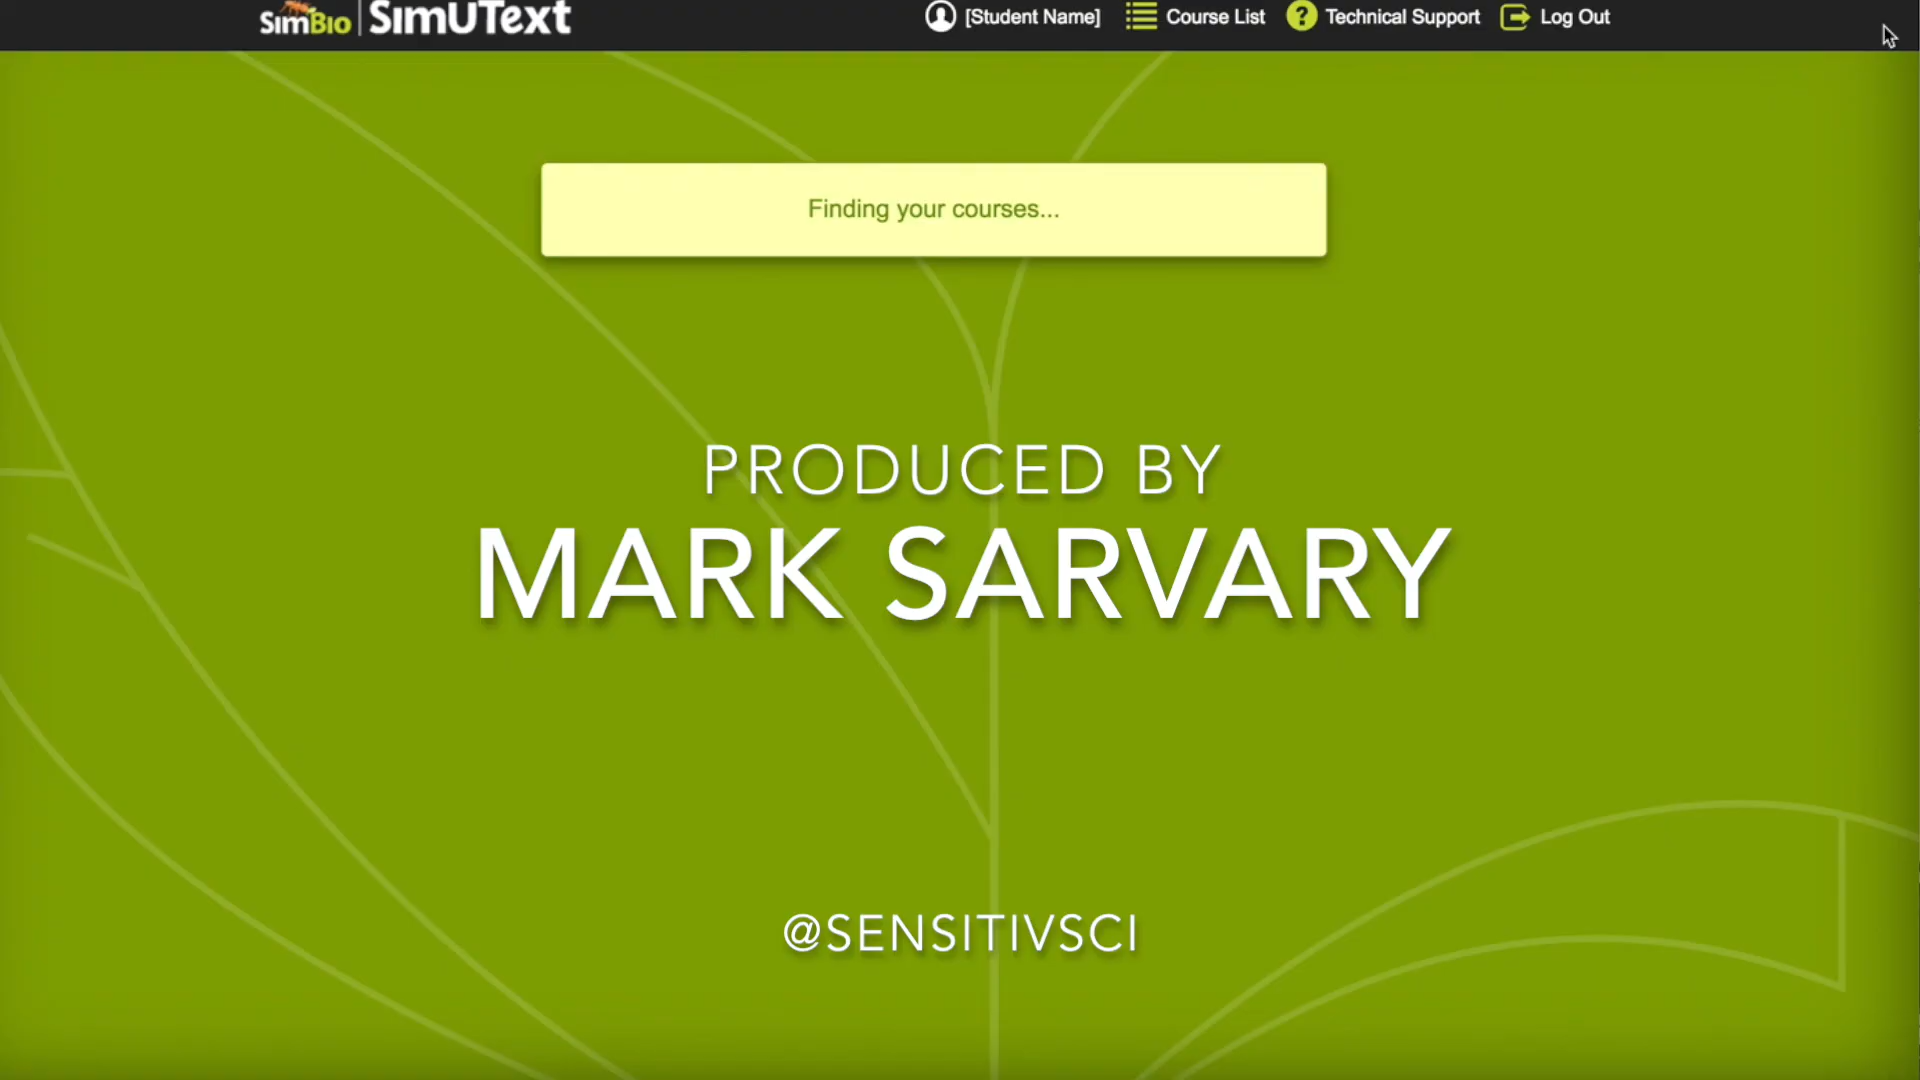 SimBio | SimUText
[Student Name]
Course List
? Technical Support
Log Out
Finding your courses...
PRODUCED BY
MARK SARVARY
@SENSITIVSCI